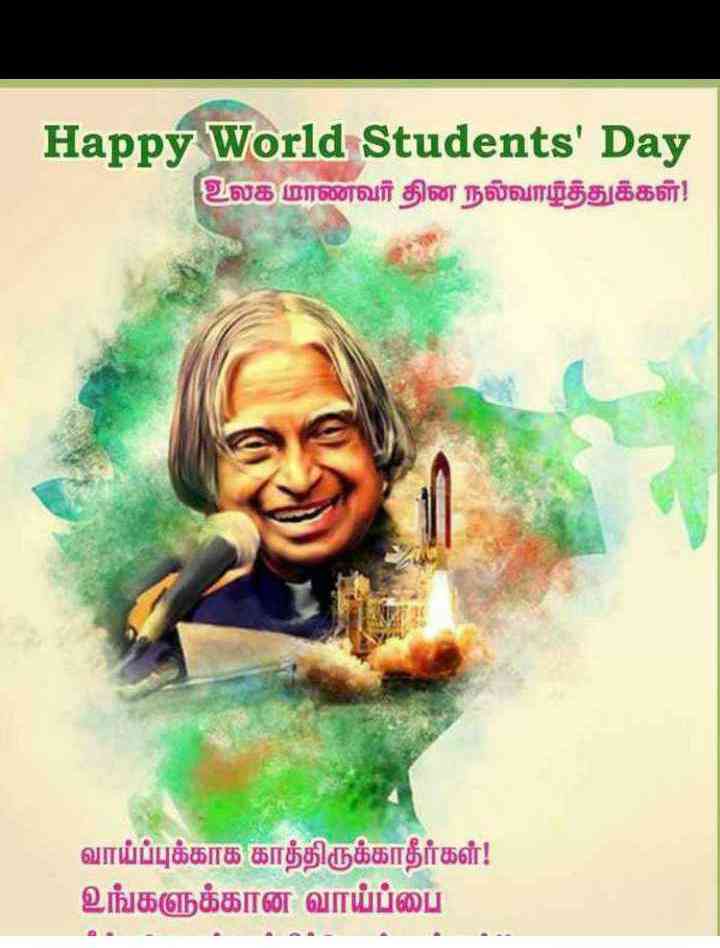 Happy World Students' Day
உலக மாணவர் தின நல்வாழ்த்துக்கள்!
வாய்ப்புக்காக காத்திருக்காதீர்கள்!
உங்களுக்கான வாய்ப்பை